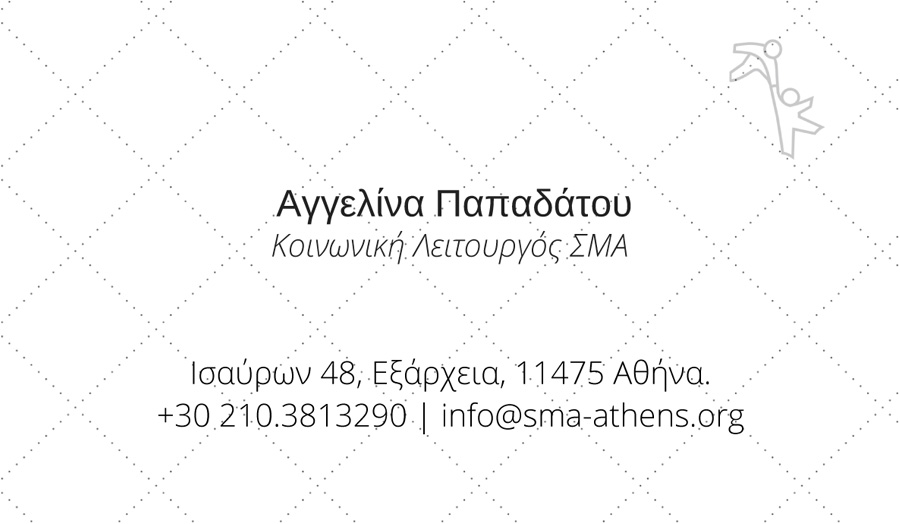 Αγγελίνα Παπαδάτου
Κοινωνική Λειτουργός ΣΜΑ
Ισαύρων 48, Εξάρχεια, 11475 Αθήνα.
+30 210.3813290 | info@sma-athens.org